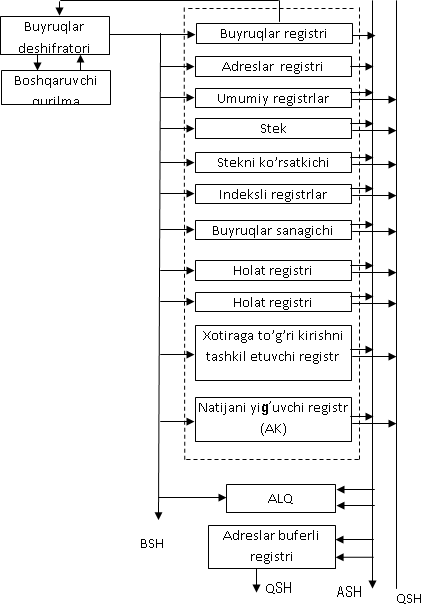 Buyruqlar
deshifratori
Boshqaruvchi
qurilma
Buyruqlar registri
Adreslar registri
Umumiy registrlar
Stek
Stekni ko’rsatkichi
Indeksli registrlar
Buyruqlar sanagichi
Holat registri
Holat registri
Xotiraga to’g’ri kirishni
tashkil etuvchi registr
Natijani yig’uvchi registr
(AK)
ALQ
Adreslar buferli
registri
BSH
QSH
ASH
QSH